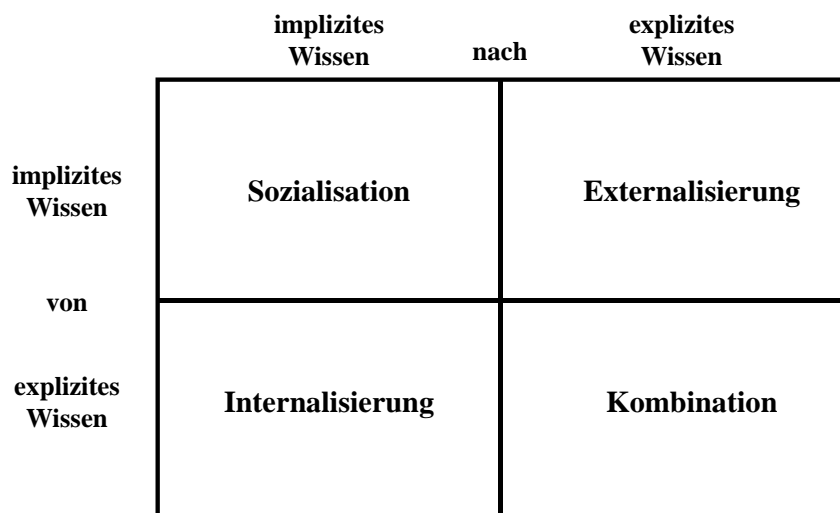 implizites
Wissen
nach
explizites
Wissen
implizites
Wissen
Sozialisation
Externalisierung
von
explizites
Wissen
Internalisierung
Kombination